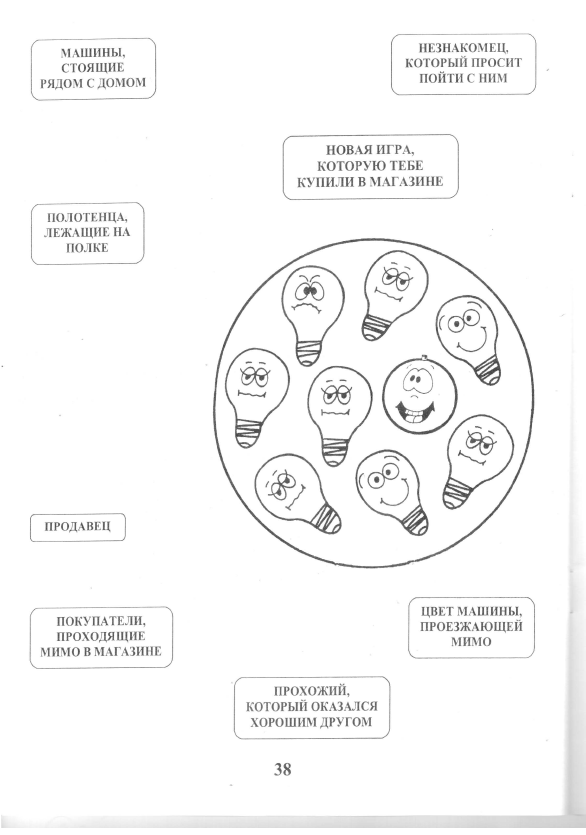 МАШИНЫ,
СТОЯЩИЕ
РЯДОМ С ДОМОМ
НЕЗНАКОМЕЦ,
КОТОРЫЙ ПРОСИТ
ПОЙТИ С НИМ
НОВАЯ ИГРА,
КОТОРУЮ ТЕБЕ
КУПИЛИ В МАГАЗИНЕ
ПОЛОТЕНЦА,
ЛЕЖАЩИЕ НА
ПОЛКЕ
ПРОДАВЕЦ
ПОКУПАТЕЛИ,
ПРОХОДЯЩИЕ
МИМО В МАГАЗИНЕ
ЦВЕТ МАШИНЫ,
ПРОЕЗЖАЮЩЕЙ
МИМО
ПРОХОЖИЙ,
КОТОРЫЙ ОКАЗАЛСЯ
ХОРОШИМ ДРУГОМ
38